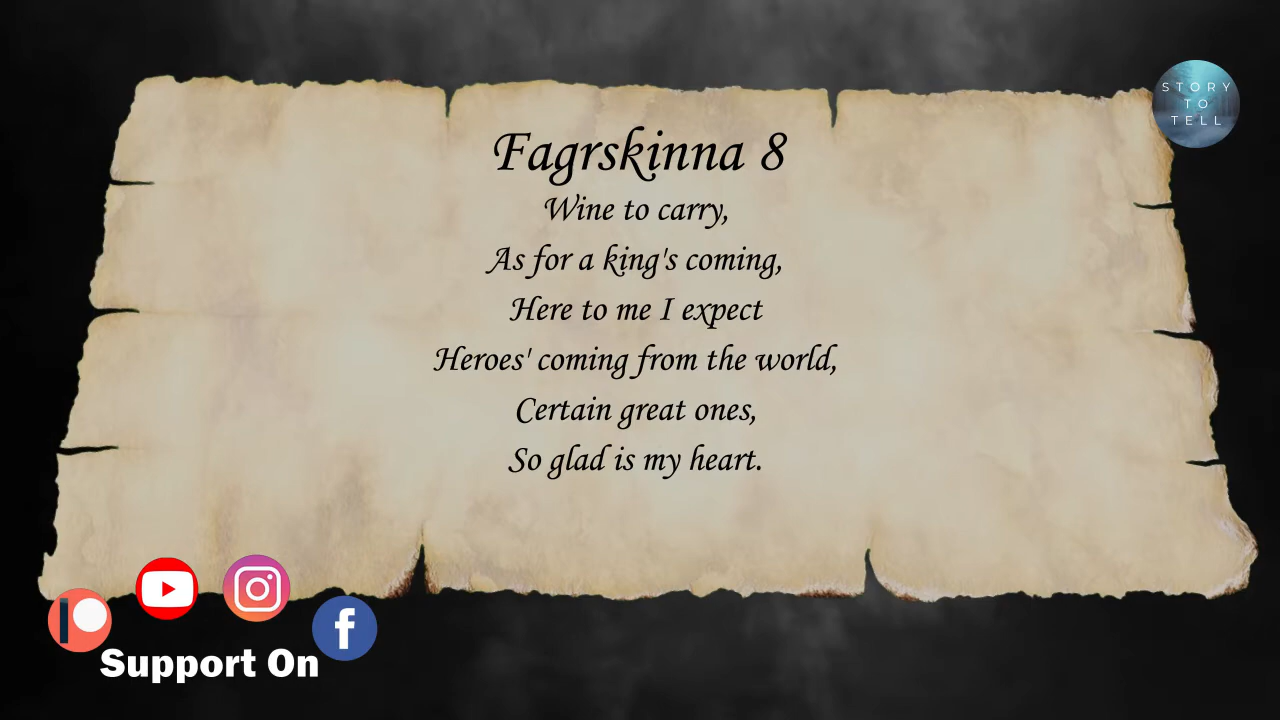 STORY
TO
TELL
Fagrskinna 8
Wine to carry,
As for a king's coming,
Here to me I expect
Heroes' coming from the world,
Certain great ones,
So glad is my heart.
Support On